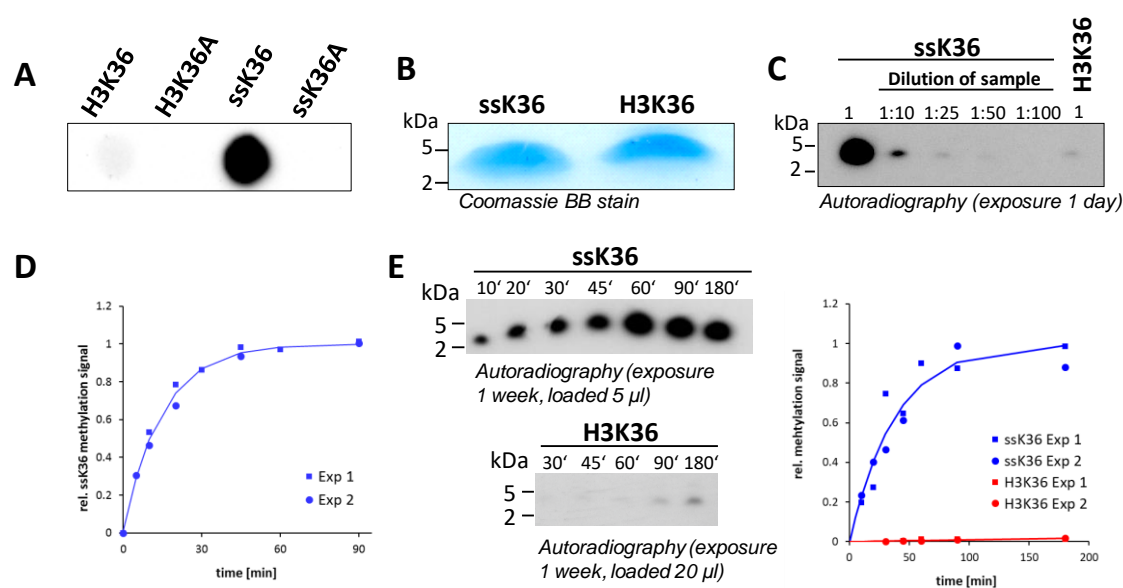 A
H3K36
H3K36A
ssK36
ssK36A
B
ssK36 H3K36
kDa
5
2
Coomassie BB stain
C
ssK36
H3K36
Dilution of sample
1 1:10 1:25 1:50 1:100 1
kDa
5
2
Autoradiography (exposure 1 day)
D
rel. ssK36 methylation signal
1.2
1
0.8
0.6
0.4
0.2
0
0 30 60 90
time [min]
Exp 1
Exp 2
E
ssK36
10‘ 20‘ 30‘ 45‘ 60‘ 90‘ 180‘
kDa
5
2
Autoradiography (exposure
1 week, loaded 5 µl)
H3K36
30‘ 45‘ 60‘ 90‘ 180‘
kDa
5
2
Autoradiography (exposure
1 week, loaded 20 µl)
rel. mehtylation signal
1.2
1
0.8
0.6
0.4
0.2
0
0 50 100 150 200
time [min]
ssK36 Exp 1
ssK36 Exp 2
H3K36 Exp 1
H3K36 Exp 2